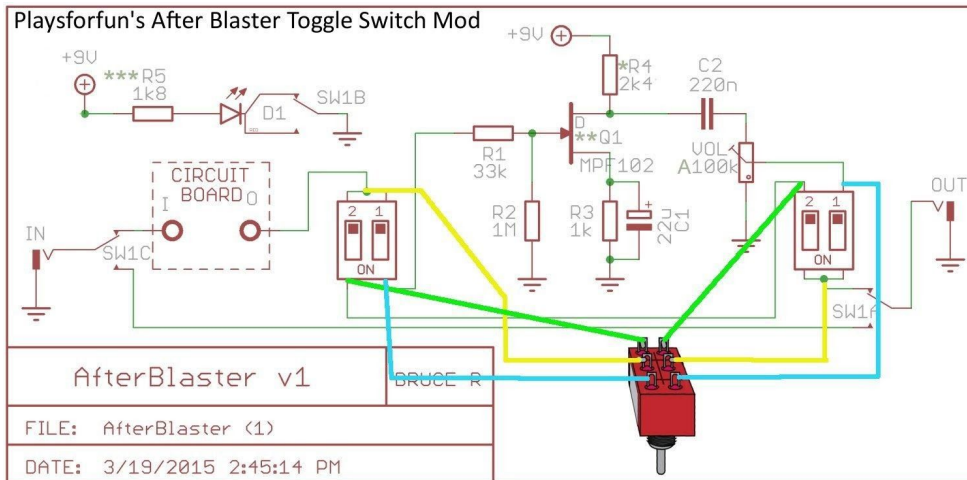 Playsforfun's After Blaster Toggle Switch Mod
+9V
***R5
1k8
D1
SW1B
+9V
*R4
2k4
C2
220n
D
**Q1
MPF102
R1
33k
VOL
A100k
CIRCUIT
BOARD
I
O
2 1
ON
R2
1M
R3
1k
+
22u
C1
2 1
ON
OUT
IN
SW1C
SW1A
AfterBlaster v1
BRUCE R
FILE: AfterBlaster (1)
DATE: 3/19/2015 2:45:14 PM